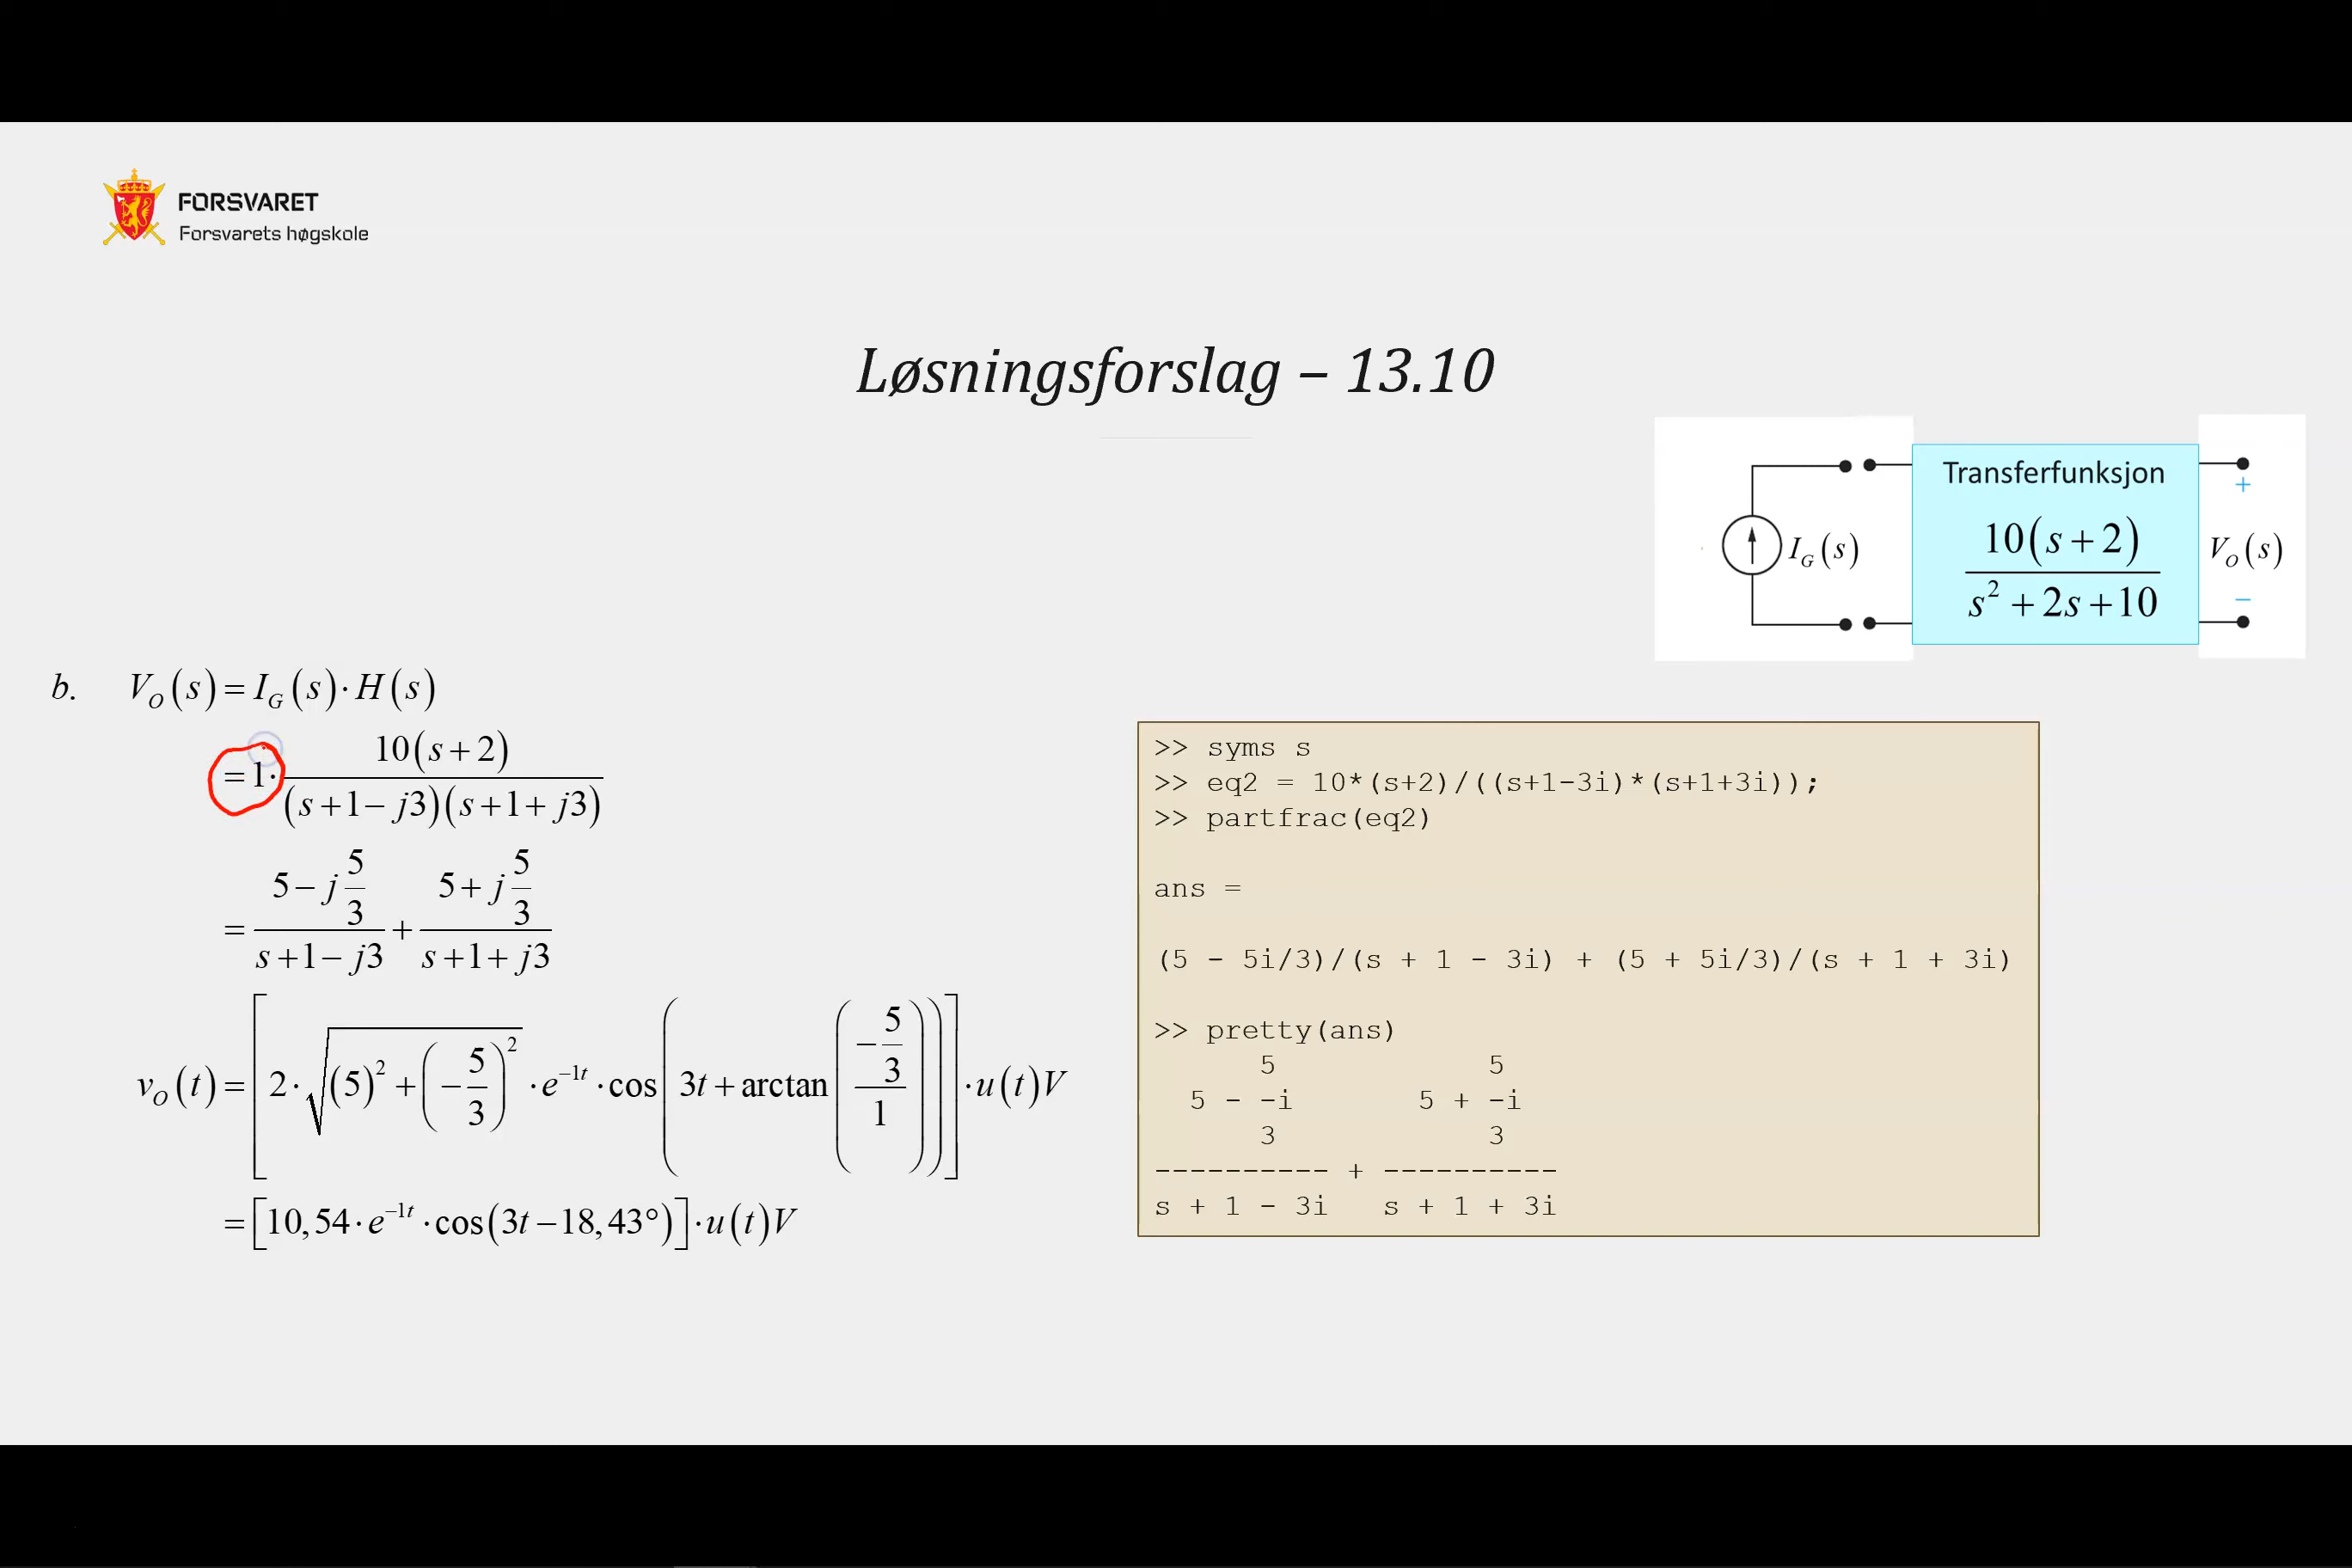 FORSVARET
Forsvarets høgskole
Løsningsforslag – 13.10
I_G(s)
Transferfunksjon
10(s+2)
s² + 2s + 10
+
V_O(s)
−
b. V_O(s) = I_G(s) · H(s)
= 1 · 10(s+2) / (s+1−j3)(s+1+j3)
= (5 − j 5/3) / (s+1−j3) + (5 + j 5/3) / (s+1+j3)
v_O(t) = [2 · √((5)² + (−5/3)²) · e^(−1t) · cos(3t + arctan((−5/3)/1))] · u(t)V
= [10,54 · e^(−1t) · cos(3t − 18,43°)] · u(t)V
>> syms s
>> eq2 = 10*(s+2)/((s+1-3i)*(s+1+3i));
>> partfrac(eq2)
ans =
(5 - 5i/3)/(s + 1 - 3i) + (5 + 5i/3)/(s + 1 + 3i)
>> pretty(ans)
5 5
5 - -i 5 + -i
3 3
---------- + ----------
s + 1 - 3i s + 1 + 3i